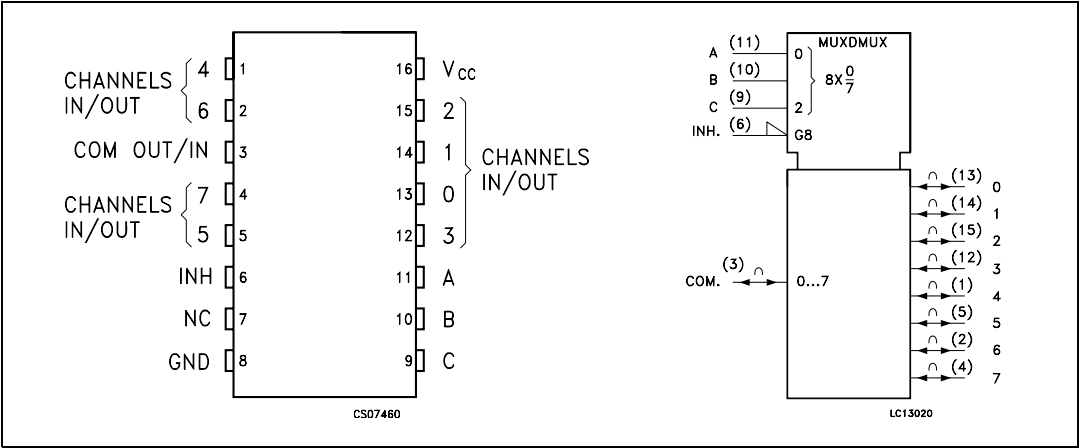 CHANNELS IN/OUT
4 1 16 VCC
6 2 15 2
COM OUT/IN 3 14 1
CHANNELS IN/OUT
CHANNELS IN/OUT
7 4 13 0
5 5 12 3
INH 6 11 A
NC 7 10 B
GND 8 9 C
CS07460
MUXDMUX
A (11) 0
B (10) 8X 0/7
C (9) 2
INH. (6) G8
∩ (13) 0
∩ (14) 1
∩ (15) 2
∩ (12) 3
COM. (3) ∩ 0...7
∩ (1) 4
∩ (5) 5
∩ (2) 6
∩ (4) 7
LC13020